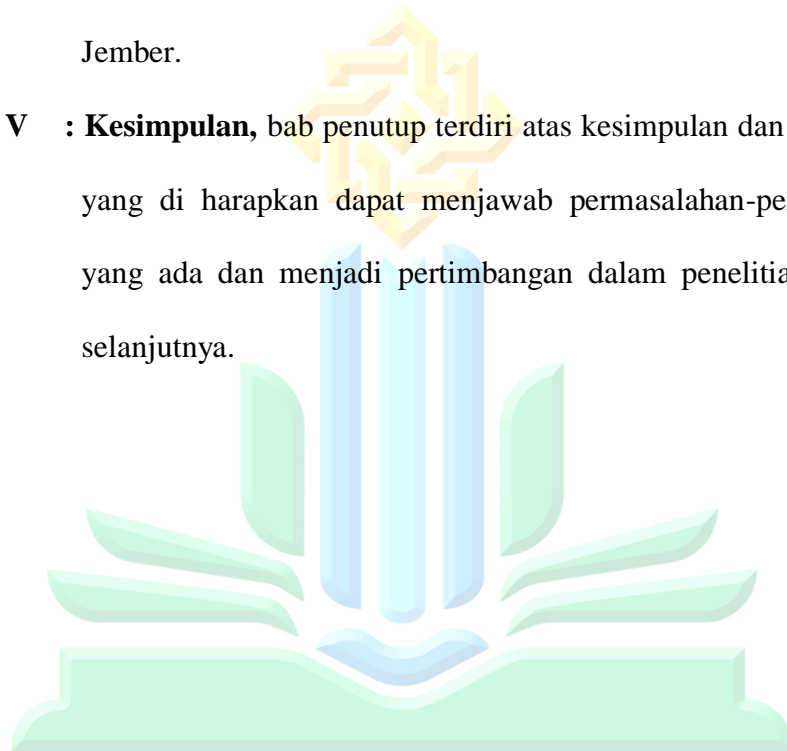 Jember.
V : Kesimpulan, bab penutup terdiri atas kesimpulan dan
yang di harapkan dapat menjawab
yang ada dan menjadi pertimbangan dalam
selanjutnya.